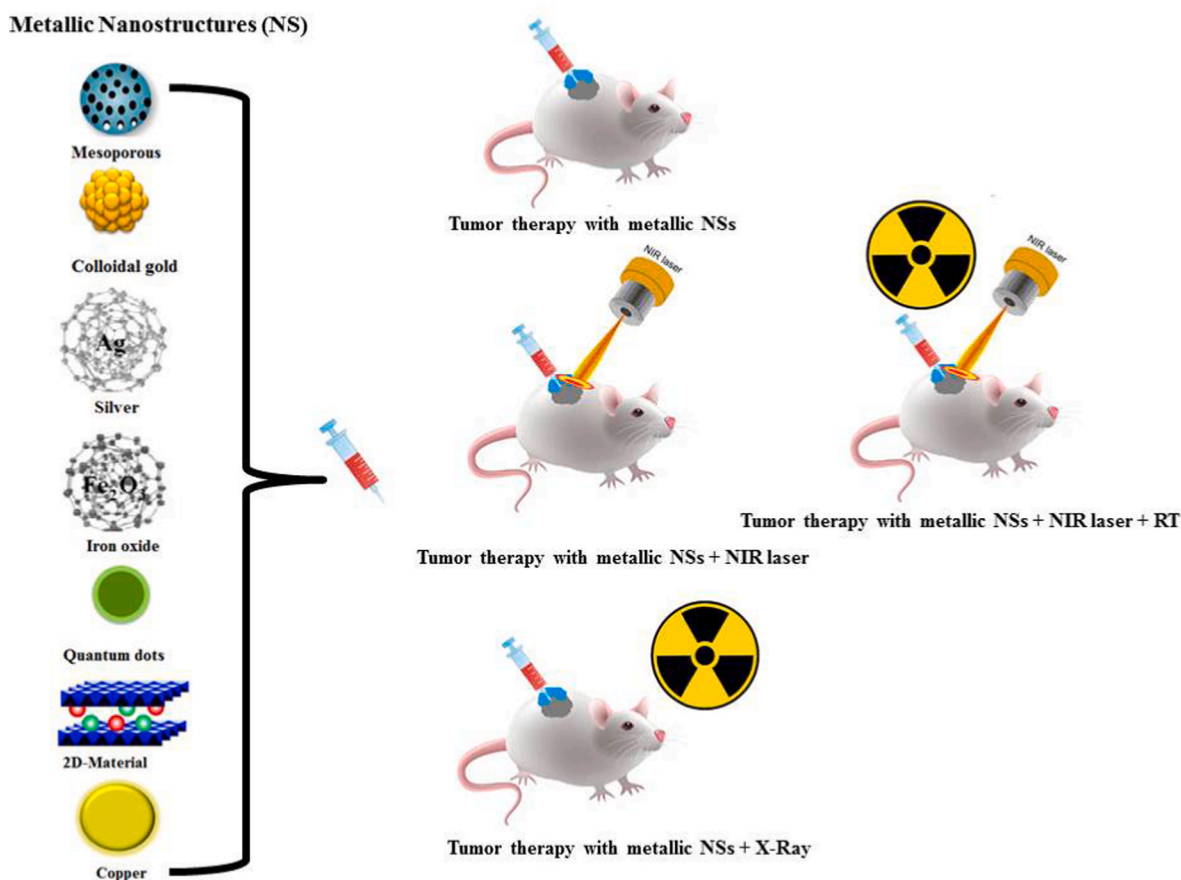 Metallic Nanostructures (NS)
Mesoporous
Colloidal gold
Ag
Silver
Fe₂O₃
Iron oxide
Quantum dots
2D-Material
Copper
Tumor therapy with metallic NSs
NIR laser
Tumor therapy with metallic NSs + NIR laser
NIR laser
Tumor therapy with metallic NSs + NIR laser + RT
Tumor therapy with metallic NSs + X-Ray